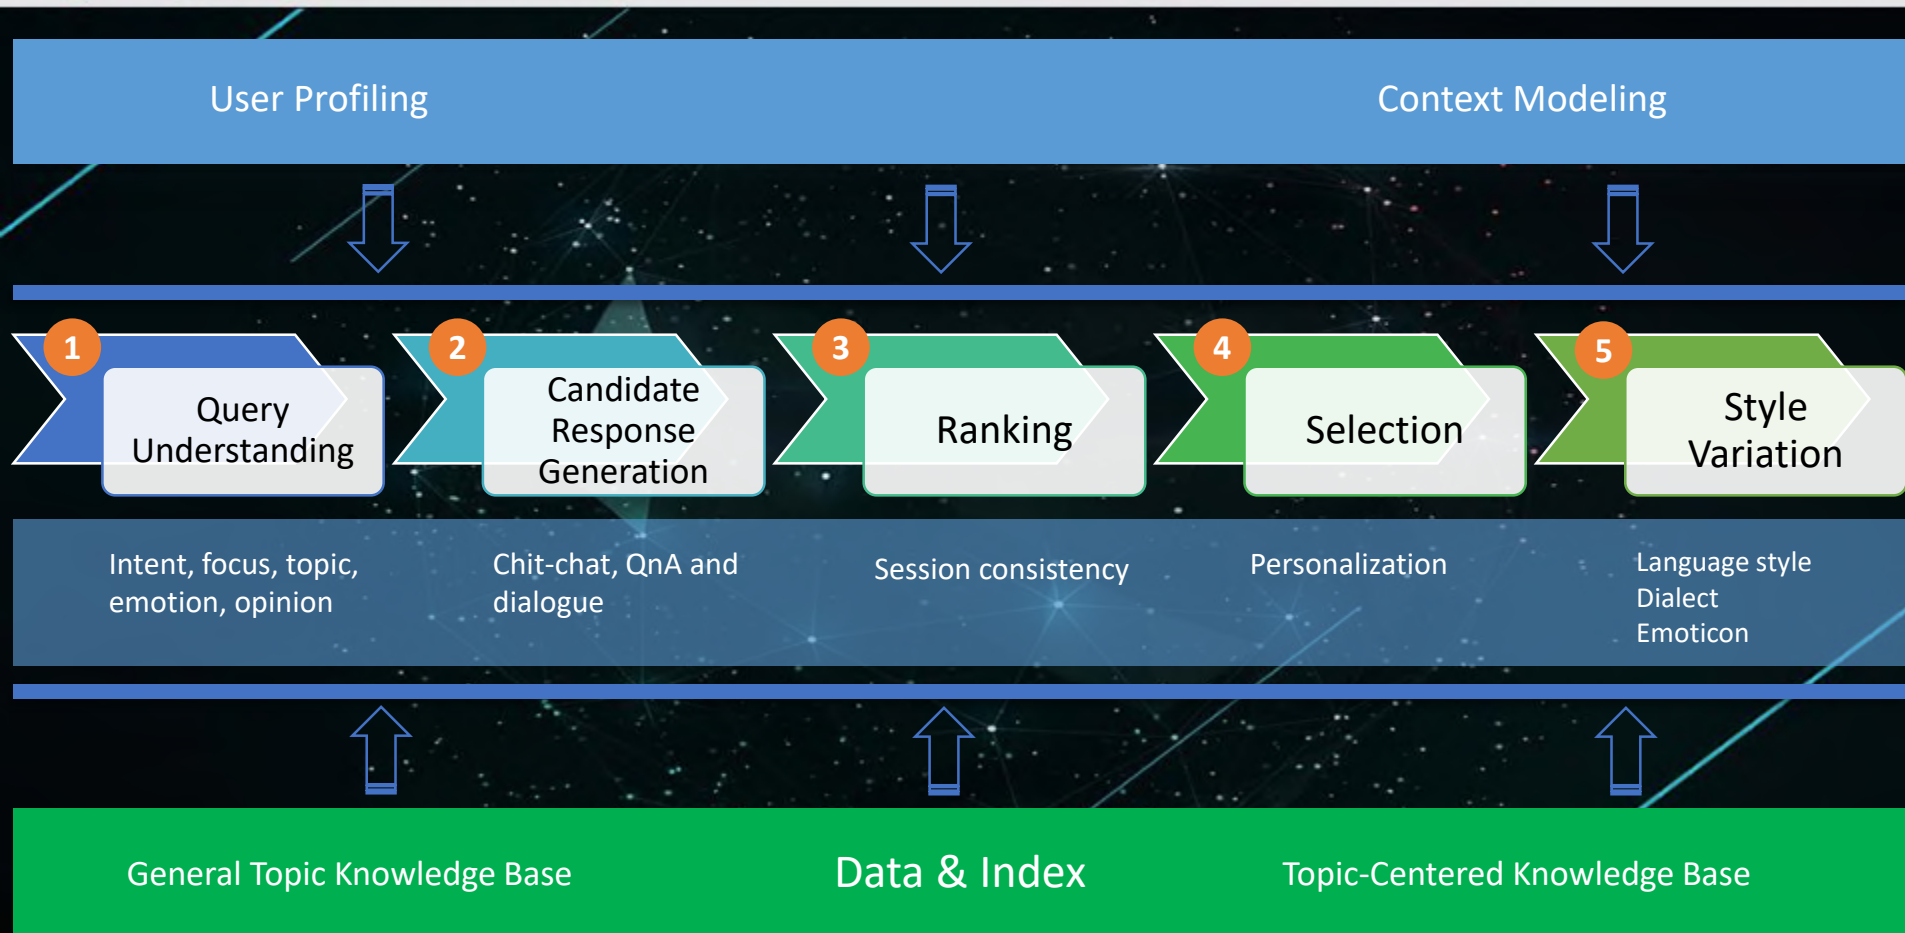 User Profiling
Context Modeling
1
Query
Understanding
2
Candidate
Response
Generation
3
Ranking
4
Selection
5
Style
Variation
Intent, focus, topic,
emotion, opinion
Chit-chat, QnA and
dialogue
Session consistency
Personalization
Language style
Dialect
Emoticon
General Topic Knowledge Base
Data & Index
Topic-Centered Knowledge Base